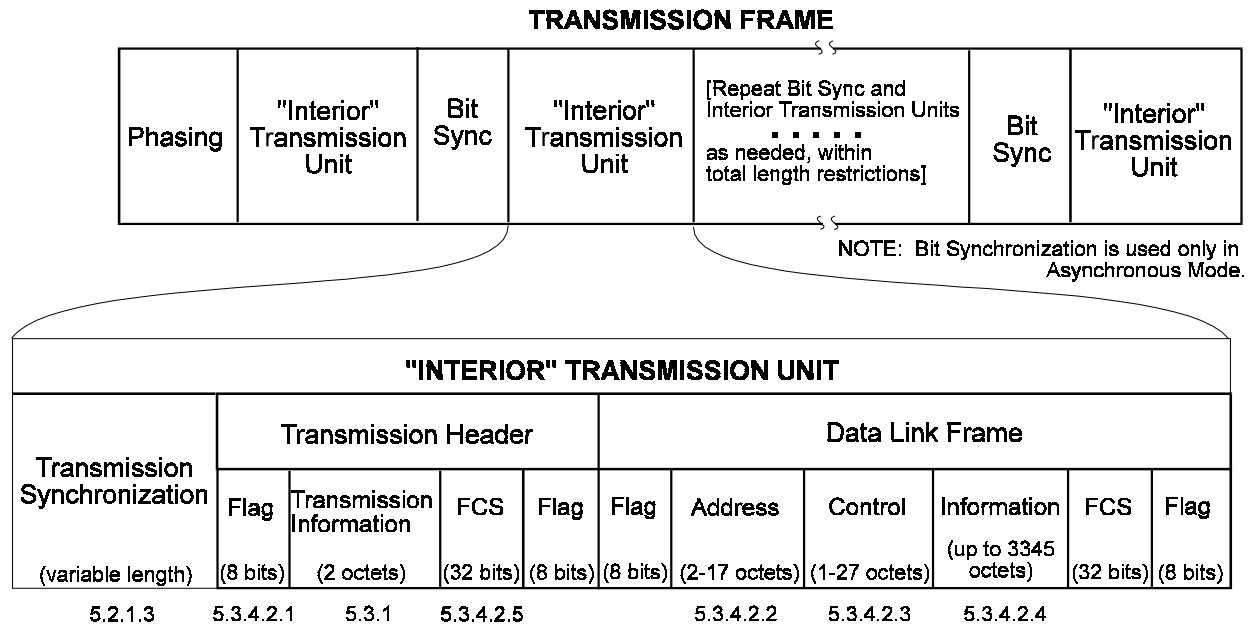 TRANSMISSION FRAME
Phasing
"Interior"
Transmission
Unit
Bit
Sync
"Interior"
Transmission
Unit
[Repeat Bit Sync and
Interior Transmission Units
. . . . .
as needed, within
total length restrictions]
Bit
Sync
"Interior"
Transmission
Unit
NOTE: Bit Synchronization is used only in
Asynchronous Mode.
"INTERIOR" TRANSMISSION UNIT
Transmission
Synchronization
(variable length)
Transmission Header
Data Link Frame
Flag
(8 bits)
Transmission
Information
(2 octets)
FCS
(32 bits)
Flag
(8 bits)
Flag
(8 bits)
Address
(2-17 octets)
Control
(1-27 octets)
Information
(up to 3345
octets)
FCS
(32 bits)
Flag
(8 bits)
5.2.1.3
5.3.4.2.1
5.3.1
5.3.4.2.5
5.3.4.2.2
5.3.4.2.3
5.3.4.2.4